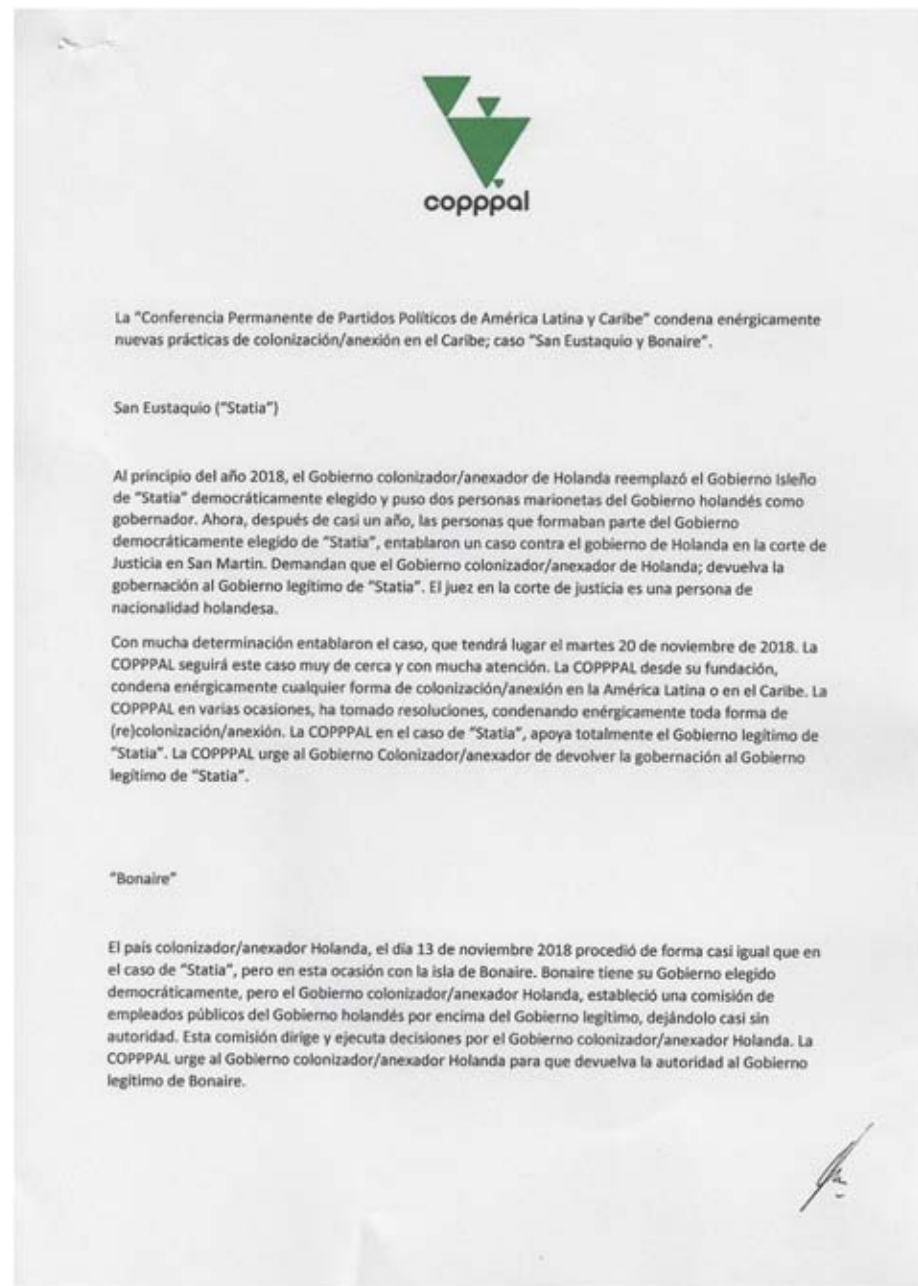 copppal
La "Conferencia Permanente de Partidos Políticos de América Latina y Caribe" condena enérgicamente
nuevas prácticas de colonización/anexión en el Caribe; caso "San Eustaquio y Bonaire".
San Eustaquio ("Statia")
Al principio del año 2018, el Gobierno colonizador/anexador de Holanda reemplazó el Gobierno Isleño
de "Statia" democráticamente elegido y puso dos personas marionetas del Gobierno holandés como
gobernador. Ahora, después de casi un año, las personas que formaban parte del Gobierno
democráticamente elegido de "Statia", entablaron un caso contra el gobierno de Holanda en la corte de
Justicia en San Martin. Demandan que el Gobierno colonizador/anexador de Holanda; devuelva la
gobernación al Gobierno legítimo de "Statia". El juez en la corte de justicia es una persona de
nacionalidad holandesa.
Con mucha determinación entablaron el caso, que tendrá lugar el martes 20 de noviembre de 2018. La
COPPPAL seguirá este caso muy de cerca y con mucha atención. La COPPPAL desde su fundación,
condena enérgicamente cualquier forma de colonización/anexión en la América Latina o en el Caribe. La
COPPPAL en varias ocasiones, ha tomado resoluciones, condenando enérgicamente toda forma de
(re)colonización/anexión. La COPPPAL en el caso de "Statia", apoya totalmente el Gobierno legítimo de
"Statia". La COPPPAL urge al Gobierno Colonizador/anexador de devolver la gobernación al Gobierno
legítimo de "Statia".
"Bonaire"
El país colonizador/anexador Holanda, el día 13 de noviembre 2018 procedió de forma casi igual que en
el caso de "Statia", pero en esta ocasión con la isla de Bonaire. Bonaire tiene su Gobierno elegido
democráticamente, pero el Gobierno colonizador/anexador Holanda, estableció una comisión de
empleados públicos del Gobierno holandés por encima del Gobierno legítimo, dejándolo casi sin
autoridad. Esta comisión dirige y ejecuta decisiones por el Gobierno colonizador/anexador Holanda. La
COPPPAL urge al Gobierno colonizador/anexador Holanda para que devuelva la autoridad al Gobierno
legítimo de Bonaire.